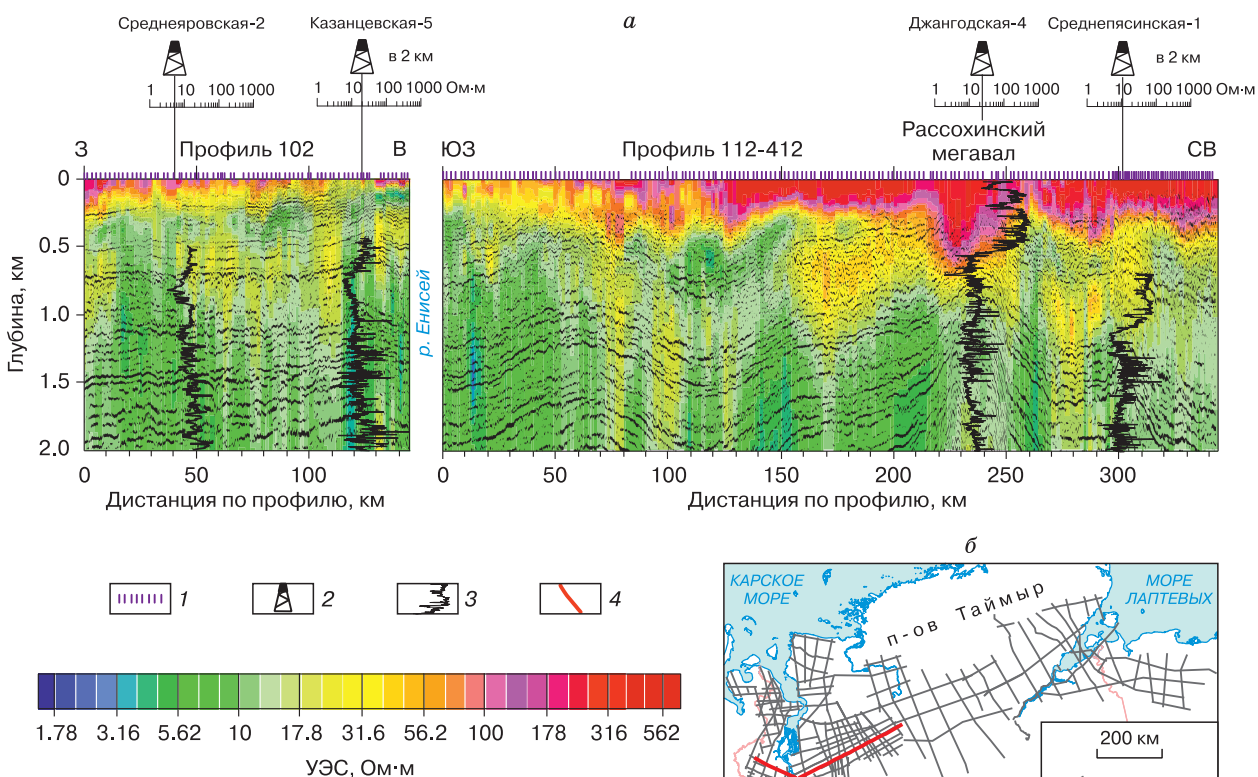 а
Среднеяровская-2
Казанцевская-5
Джангодская-4
Среднепясинская-1
в 2 км
в 2 км
1 10 100 1000
1 10 100 1000 Ом·м
1 10 100 1000
1 10 100 1000 Ом·м
Рассохинский
мегавал
З Профиль 102 В
ЮЗ Профиль 112-412 СВ
Глубина, км
0
0.5
1.0
1.5
2.0
р. Енисей
0 50 100
0 50 100 150 200 250 300
Дистанция по профилю, км
Дистанция по профилю, км
1
2
3
4
1.78 3.16 5.62 10 17.8 31.6 56.2 100 178 316 562
УЭС, Ом·м
б
КАРСКОЕ
МОРЕ
п-ов Таймыр
МОРЕ
ЛАПТЕВЫХ
200 км